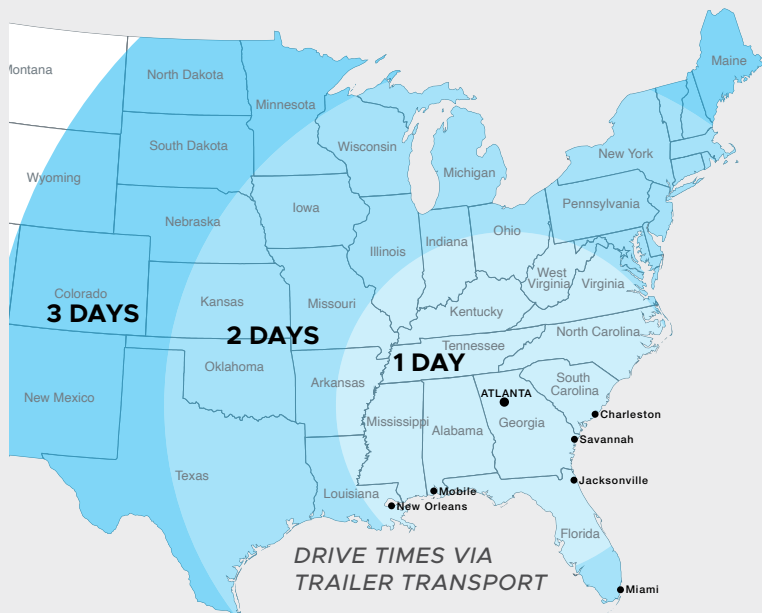 Maine
Montana
North Dakota
Minnesota
South Dakota
Wisconsin
New York
Michigan
Wyoming
Pennsylvania
Iowa
Nebraska
Ohio
Indiana
Illinois
West
Virginia
Virginia
Colorado
Kansas
Missouri
Kentucky
3 DAYS
2 DAYS
North Carolina
Tennessee
1 DAY
Oklahoma
Arkansas
South
Carolina
ATLANTA
New Mexico
Charleston
Mississippi
Alabama
Georgia
Savannah
Texas
Jacksonville
Louisiana
Mobile
New Orleans
Florida
DRIVE TIMES VIA
TRAILER TRANSPORT
Miami